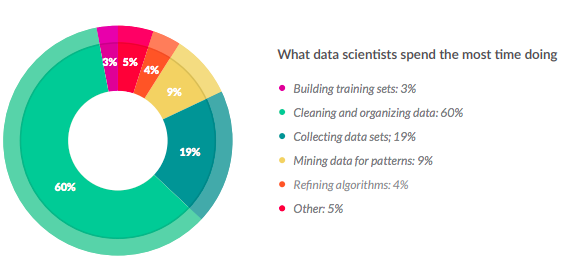 What data scientists spend the most time doing
Building training sets: 3%
Cleaning and organizing data: 60%
Collecting data sets; 19%
Mining data for patterns: 9%
Refining algorithms: 4%
Other: 5%
3%
5%
4%
9%
19%
60%